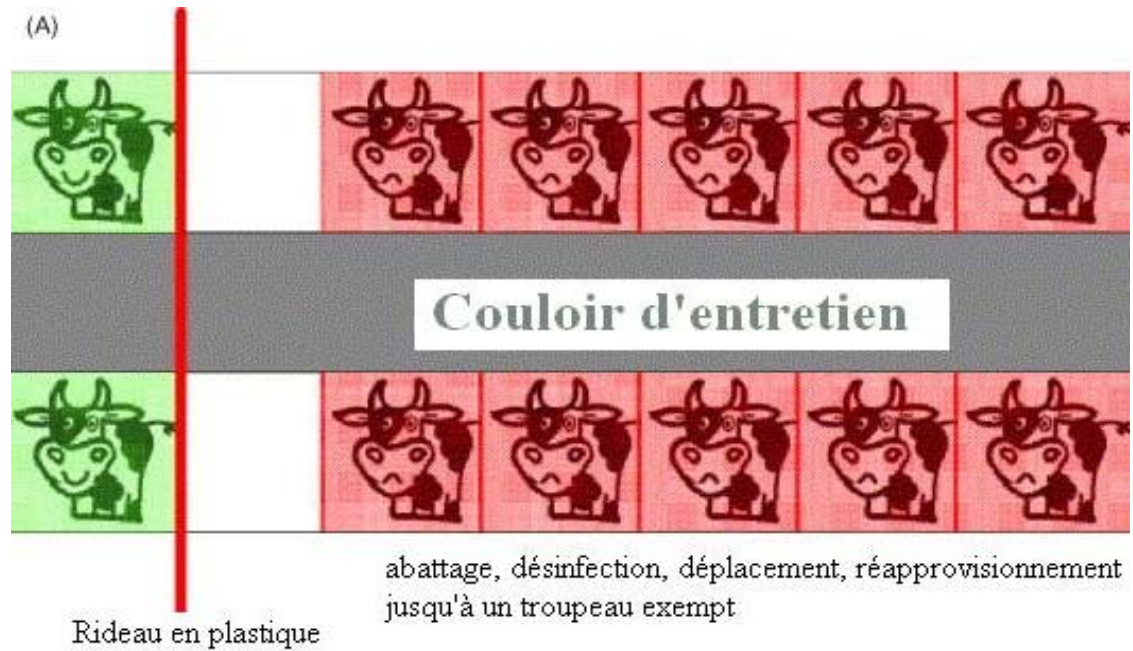 (A)
Couloir d'entretien
abattage, désinfection, déplacement, réapprovisionnement
jusqu'à un troupeau exempt
Rideau en plastique